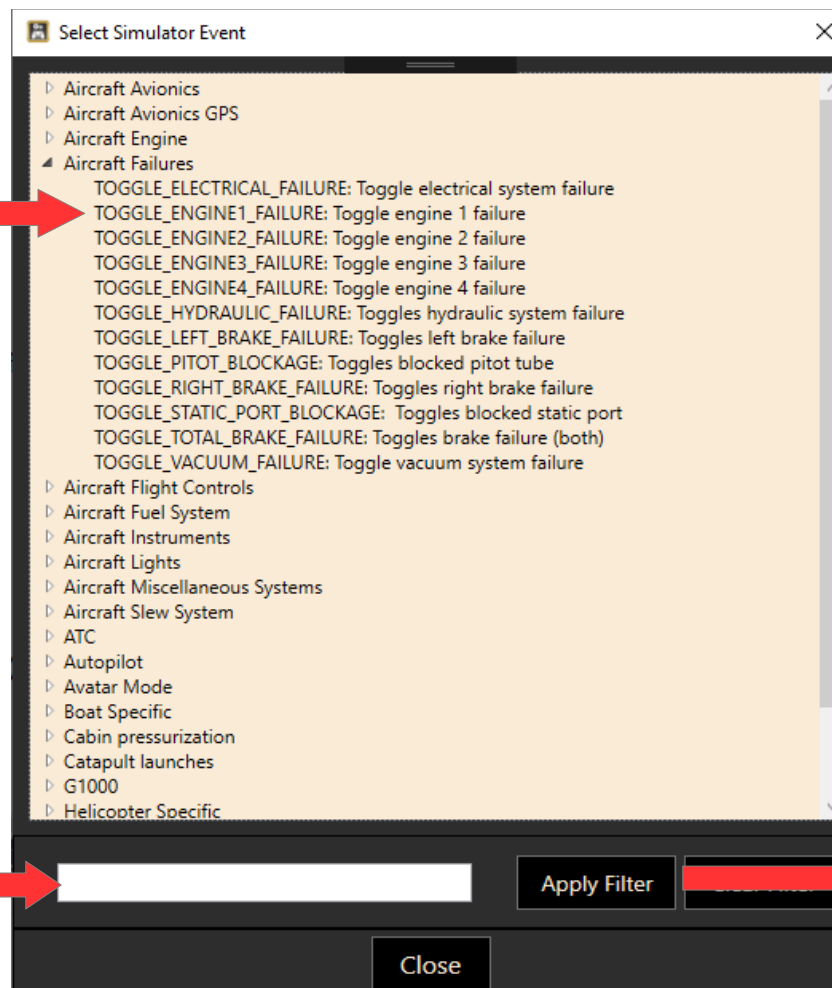 Select Simulator Event
Aircraft Avionics
Aircraft Avionics GPS
Aircraft Engine
Aircraft Failures
TOGGLE_ELECTRICAL_FAILURE: Toggle electrical system failure
TOGGLE_ENGINE1_FAILURE: Toggle engine 1 failure
TOGGLE_ENGINE2_FAILURE: Toggle engine 2 failure
TOGGLE_ENGINE3_FAILURE: Toggle engine 3 failure
TOGGLE_ENGINE4_FAILURE: Toggle engine 4 failure
TOGGLE_HYDRAULIC_FAILURE: Toggles hydraulic system failure
TOGGLE_LEFT_BRAKE_FAILURE: Toggles left brake failure
TOGGLE_PITOT_BLOCKAGE: Toggles blocked pitot tube
TOGGLE_RIGHT_BRAKE_FAILURE: Toggles right brake failure
TOGGLE_STATIC_PORT_BLOCKAGE:  Toggles blocked static port
TOGGLE_TOTAL_BRAKE_FAILURE: Toggles brake failure (both)
TOGGLE_VACUUM_FAILURE: Toggle vacuum system failure
Aircraft Flight Controls
Aircraft Fuel System
Aircraft Instruments
Aircraft Lights
Aircraft Miscellaneous Systems
Aircraft Slew System
ATC
Autopilot
Avatar Mode
Boat Specific
Cabin pressurization
Catapult launches
G1000
Helicopter Specific
Apply Filter
Close